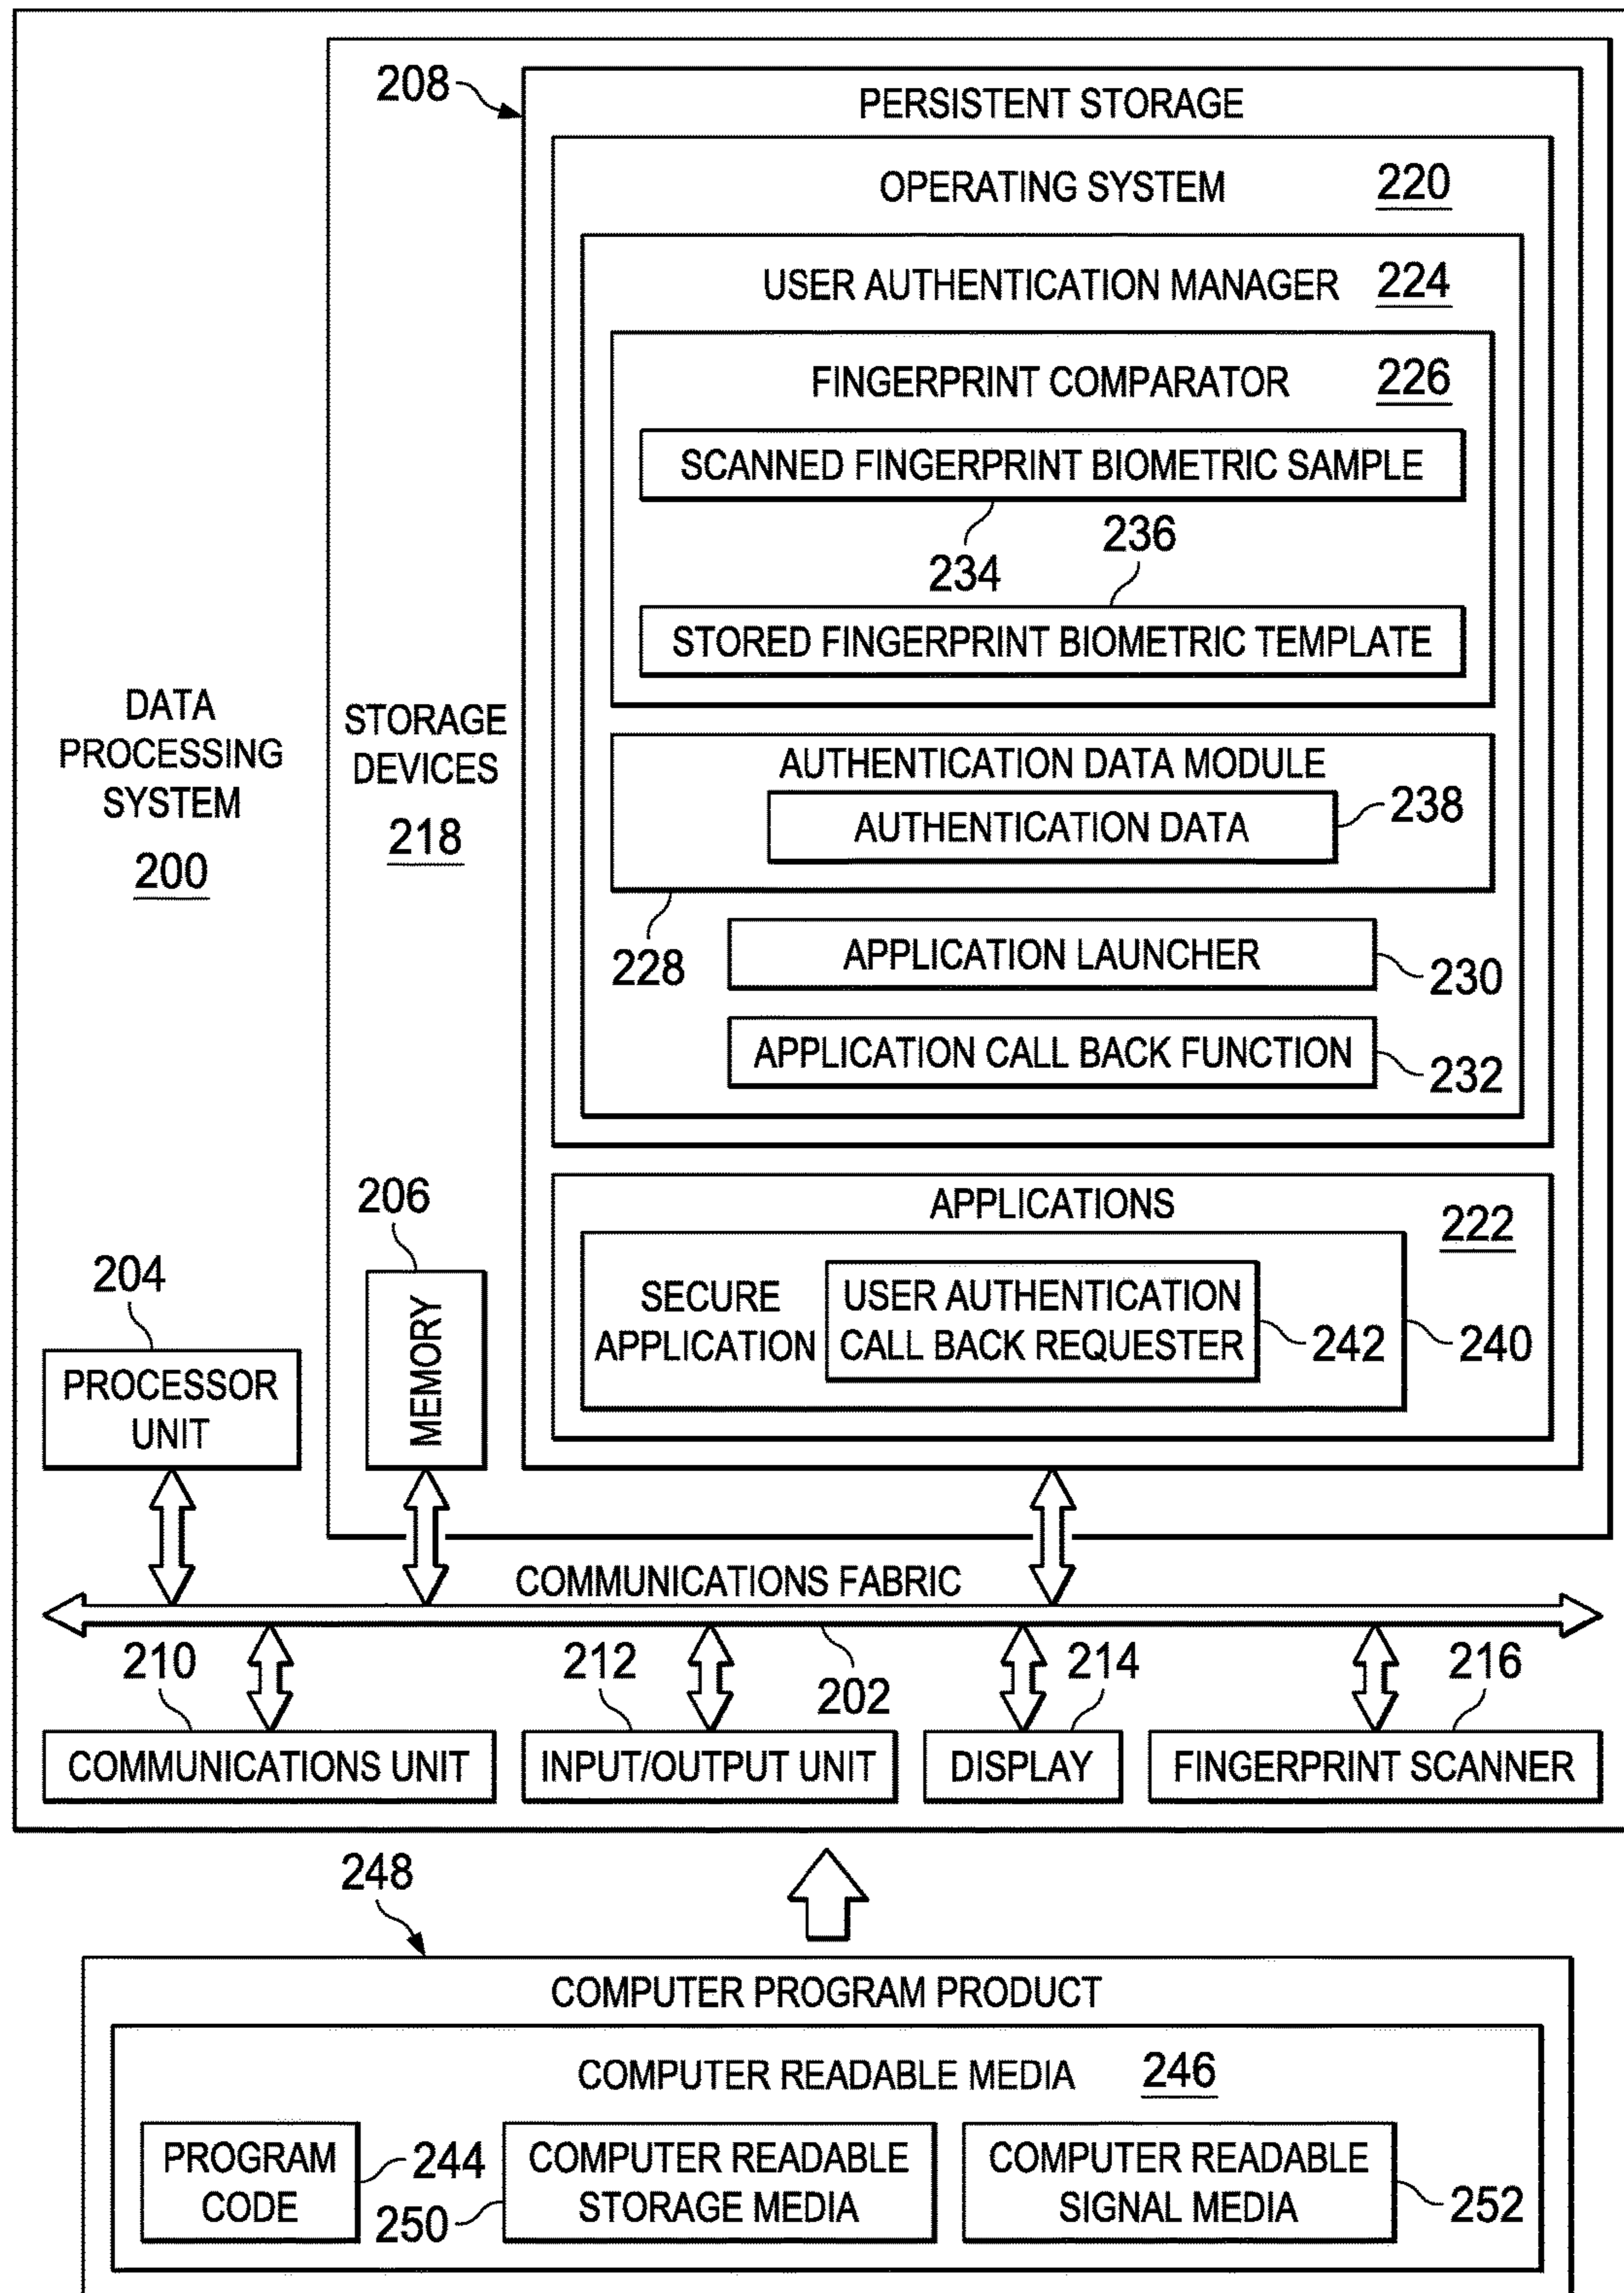 208
PERSISTENT STORAGE
OPERATING SYSTEM 220
USER AUTHENTICATION MANAGER 224
FINGERPRINT COMPARATOR 226
SCANNED FINGERPRINT BIOMETRIC SAMPLE
234
236
STORED FINGERPRINT BIOMETRIC TEMPLATE
DATA
PROCESSING
SYSTEM
200
STORAGE
DEVICES
218
AUTHENTICATION DATA MODULE
AUTHENTICATION DATA
238
228
APPLICATION LAUNCHER
230
APPLICATION CALL BACK FUNCTION
232
APPLICATIONS
222
SECURE
APPLICATION
USER AUTHENTICATION
CALL BACK REQUESTER
242
240
206
MEMORY
204
PROCESSOR
UNIT
COMMUNICATIONS FABRIC
202
210
COMMUNICATIONS UNIT
212
INPUT/OUTPUT UNIT
214
DISPLAY
216
FINGERPRINT SCANNER
248
COMPUTER PROGRAM PRODUCT
COMPUTER READABLE MEDIA 246
PROGRAM
CODE
244
250
COMPUTER READABLE
STORAGE MEDIA
COMPUTER READABLE
SIGNAL MEDIA
252